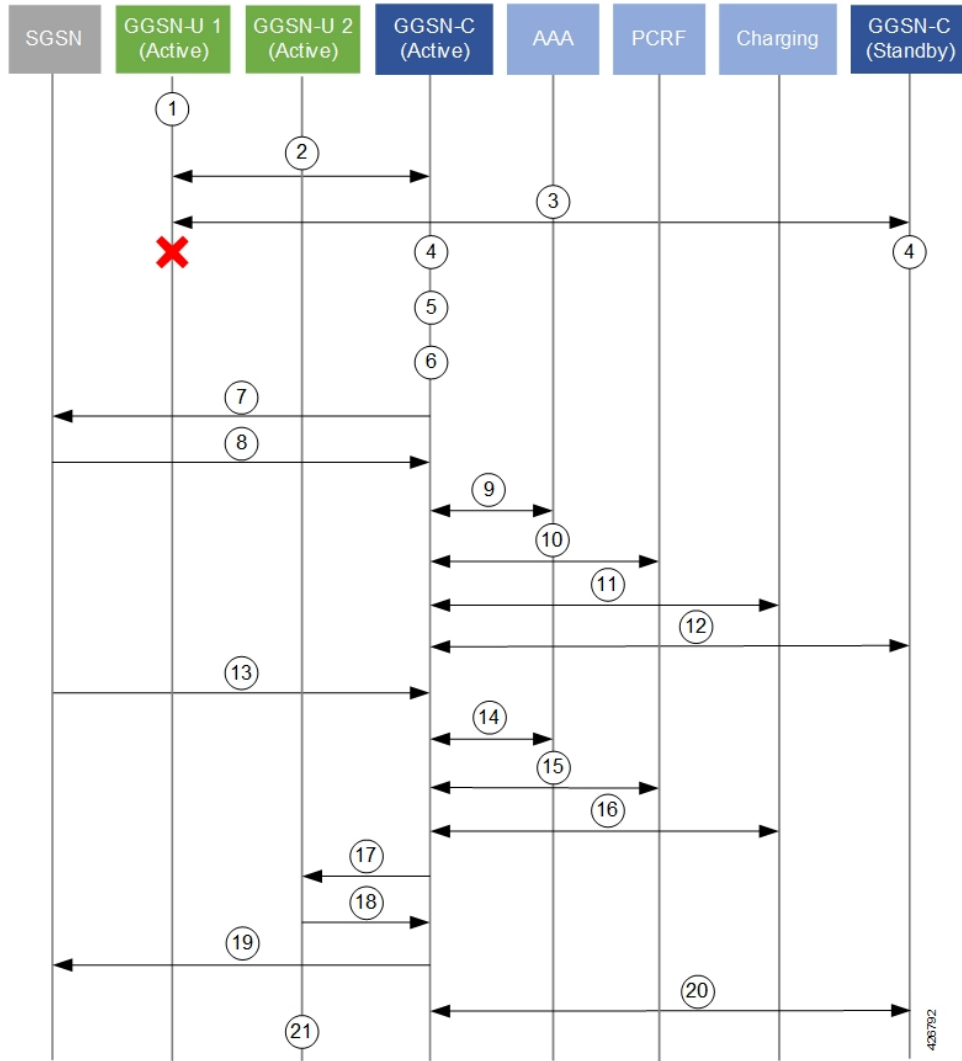 SGSN
GGSN-U 1
(Active)
GGSN-U 2
(Active)
GGSN-C
(Active)
AAA
PCRF
Charging
GGSN-C
(Standby)
1
2
3
4
4
5
6
7
8
9
10
11
12
13
14
15
16
17
18
19
20
21
426792